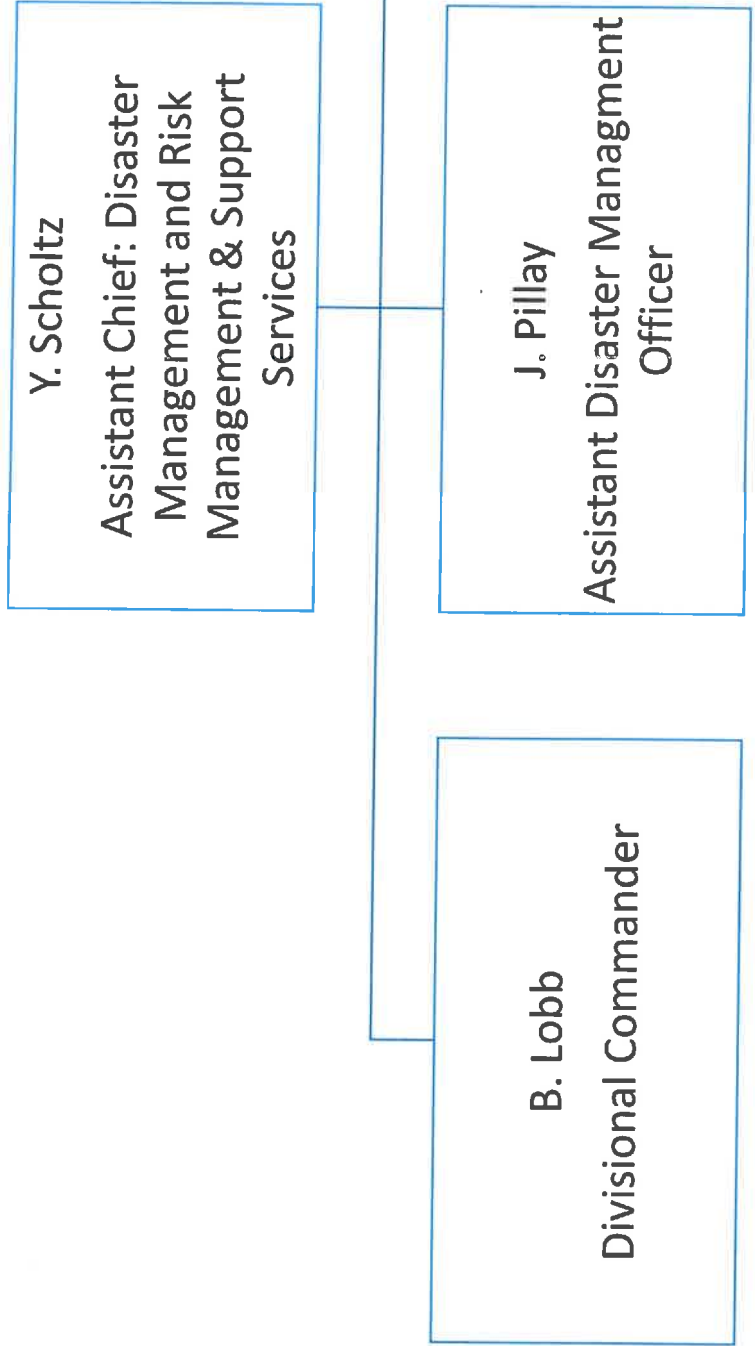 Y. Scholtz
Assistant Chief: Disaster
Management and Risk
Management & Support
Services
B. Lobb
Divisional Commander
J. Pillay
Assistant Disaster Managment
Officer